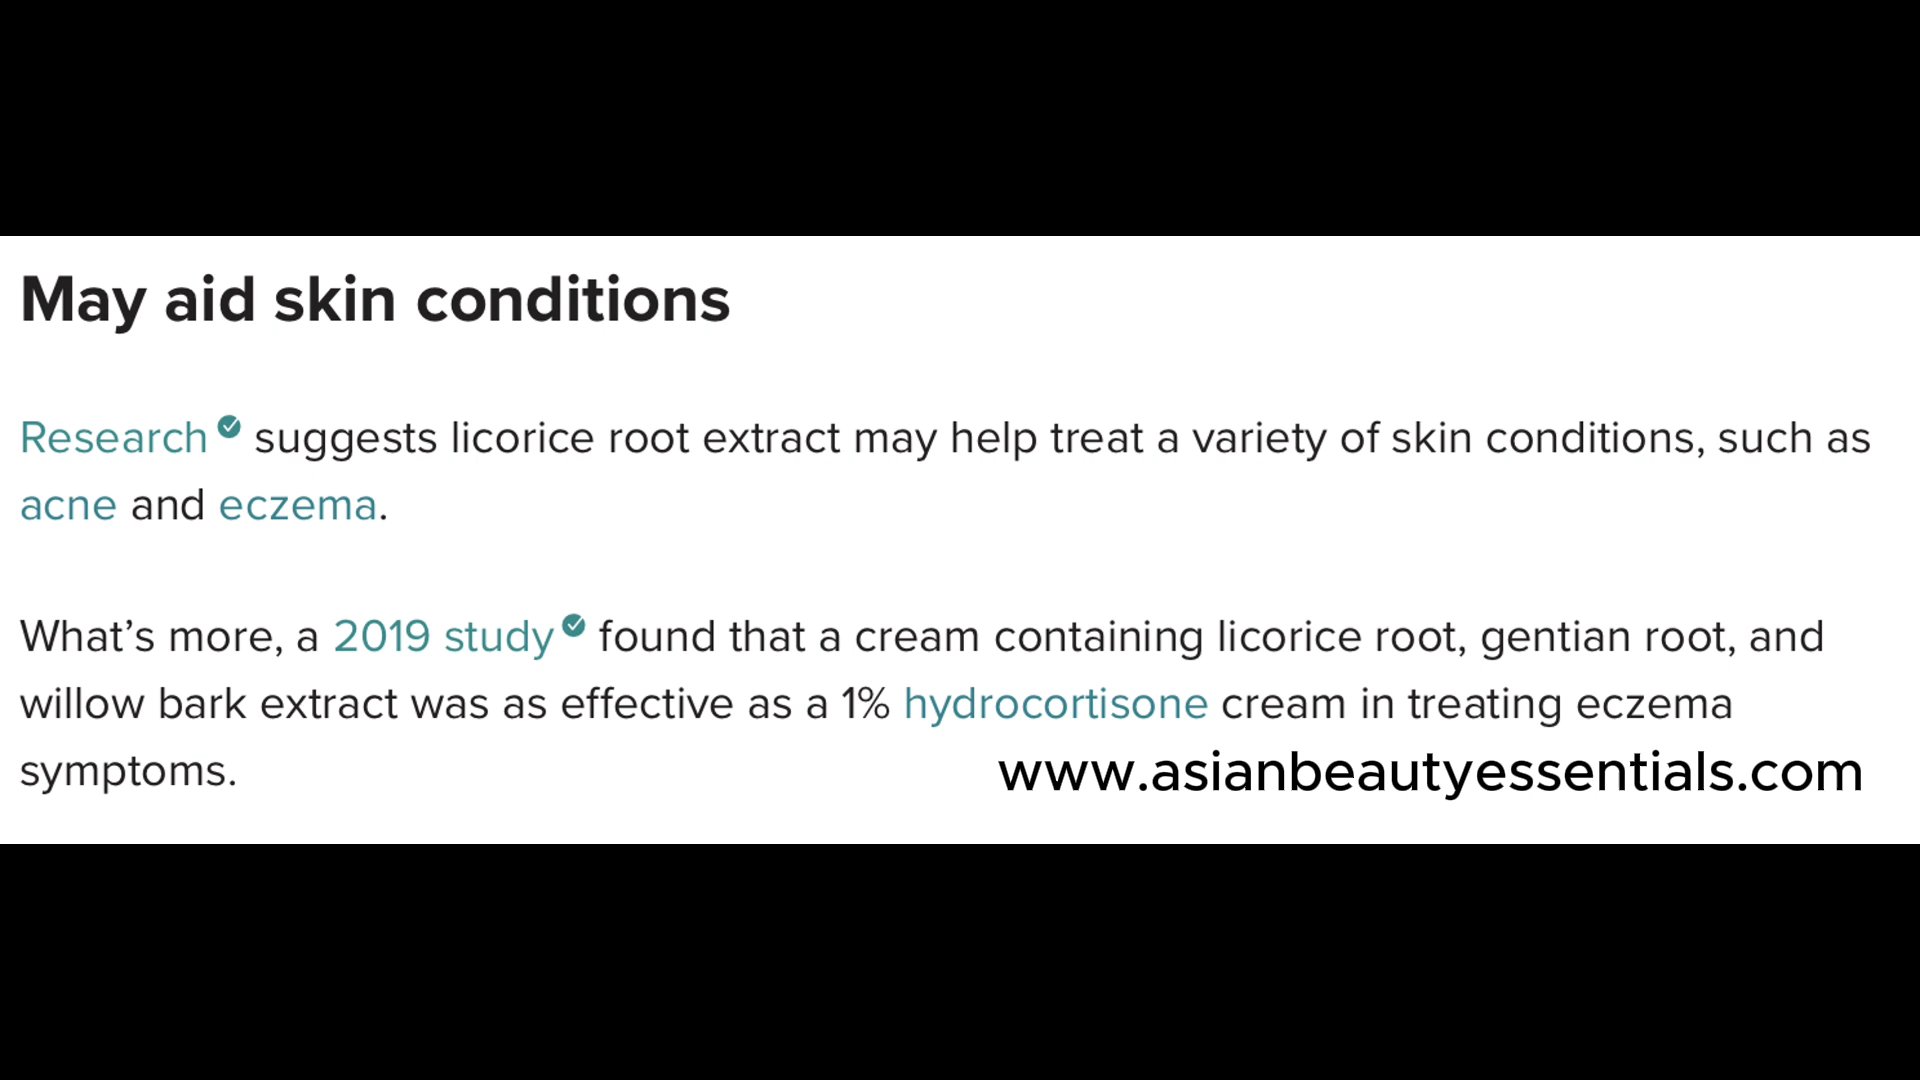 May aid skin conditions
Research suggests licorice root extract may help treat a variety of skin conditions, such as
acne and eczema.
What’s more, a 2019 study found that a cream containing licorice root, gentian root, and
willow bark extract was as effective as a 1% hydrocortisone cream in treating eczema
symptoms.
www.asianbeautyessentials.com